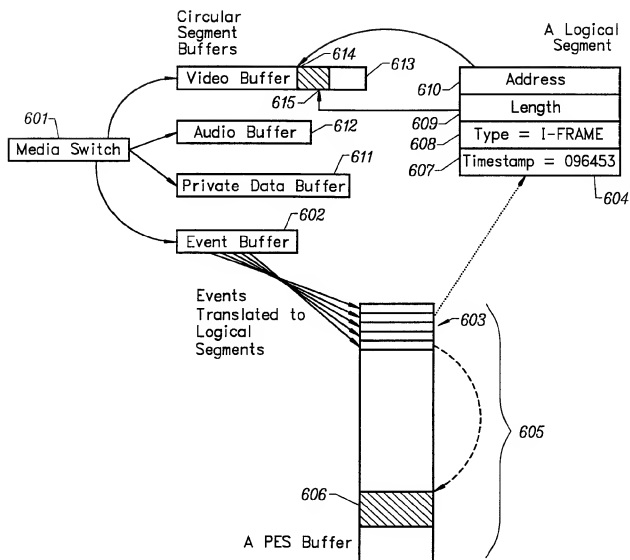 Circular
Segment
Buffers
614
A Logical
Segment
Video Buffer
613
610
Address
615
Length
601
609
Media Switch
Audio Buffer
612
608
Type = I-FRAME
611
607
Timestamp = 096453
Private Data Buffer
602
604
Event Buffer
Events
Translated to
Logical
Segments
603
605
606
A PES Buffer